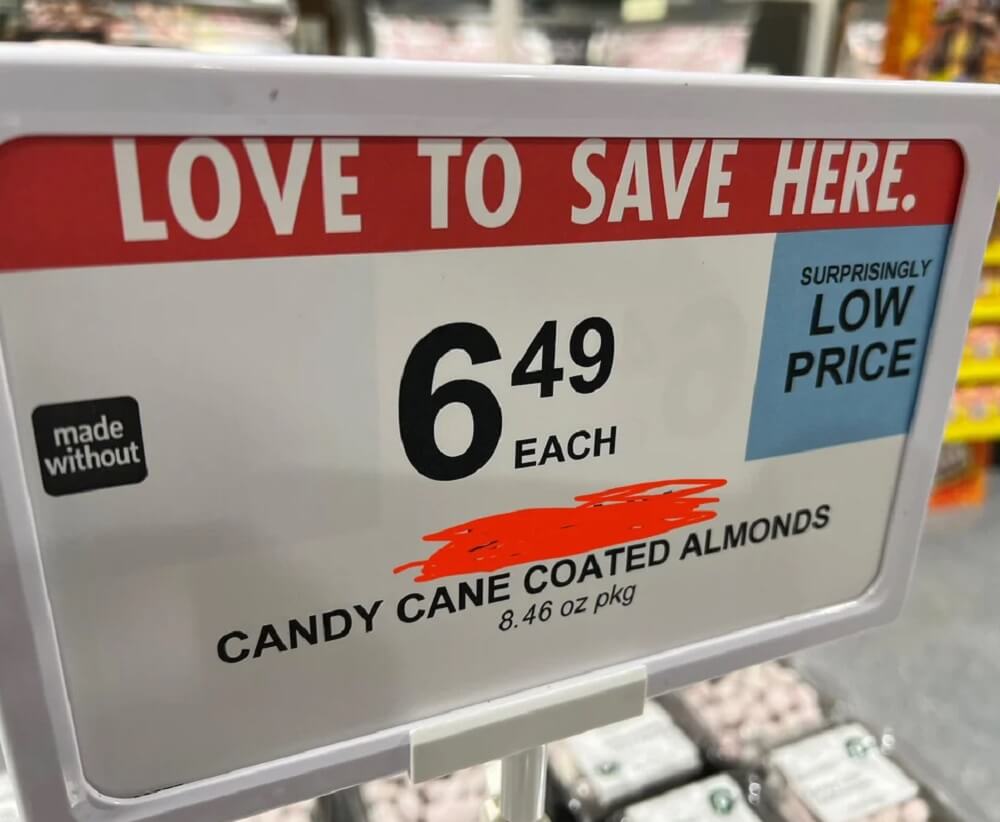 LOVE TO SAVE HERE.
SURPRISINGLY
LOW
PRICE
6 49
EACH
made
without
CANDY CANE COATED ALMONDS
8.46 oz pkg